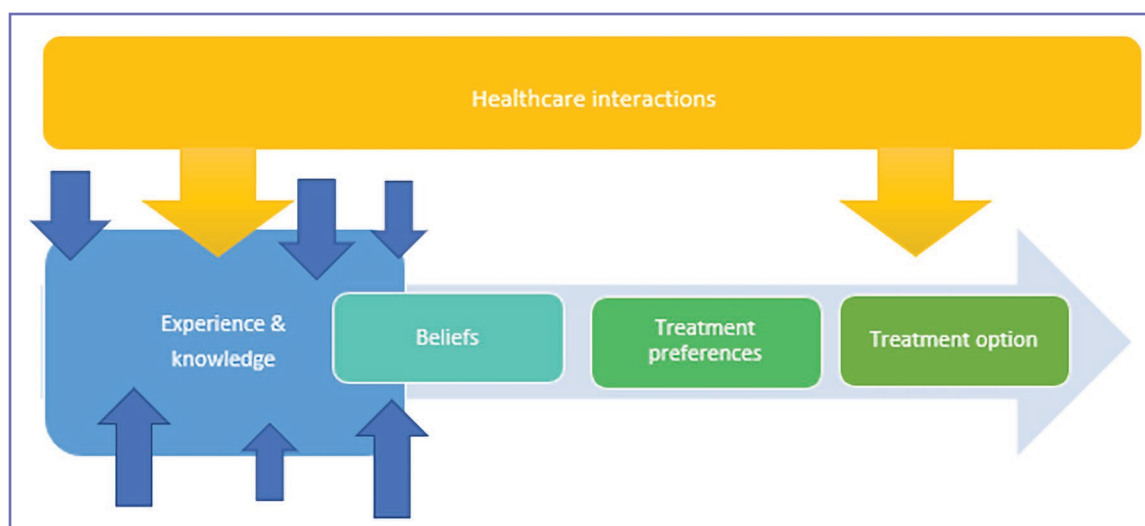 Healthcare interactions
Experience &
knowledge
Beliefs
Treatment
preferences
Treatment option